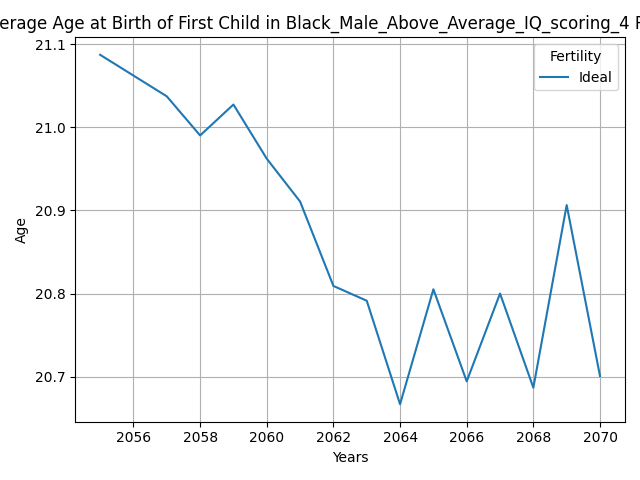 erage Age at Birth of First Child in Black_Male_Above_Average_IQ_scoring_4
21.1
21.0
20.9
20.8
20.7
Age
Fertility
Ideal
2056 2058 2060 2062 2064 2066 2068 2070
Years